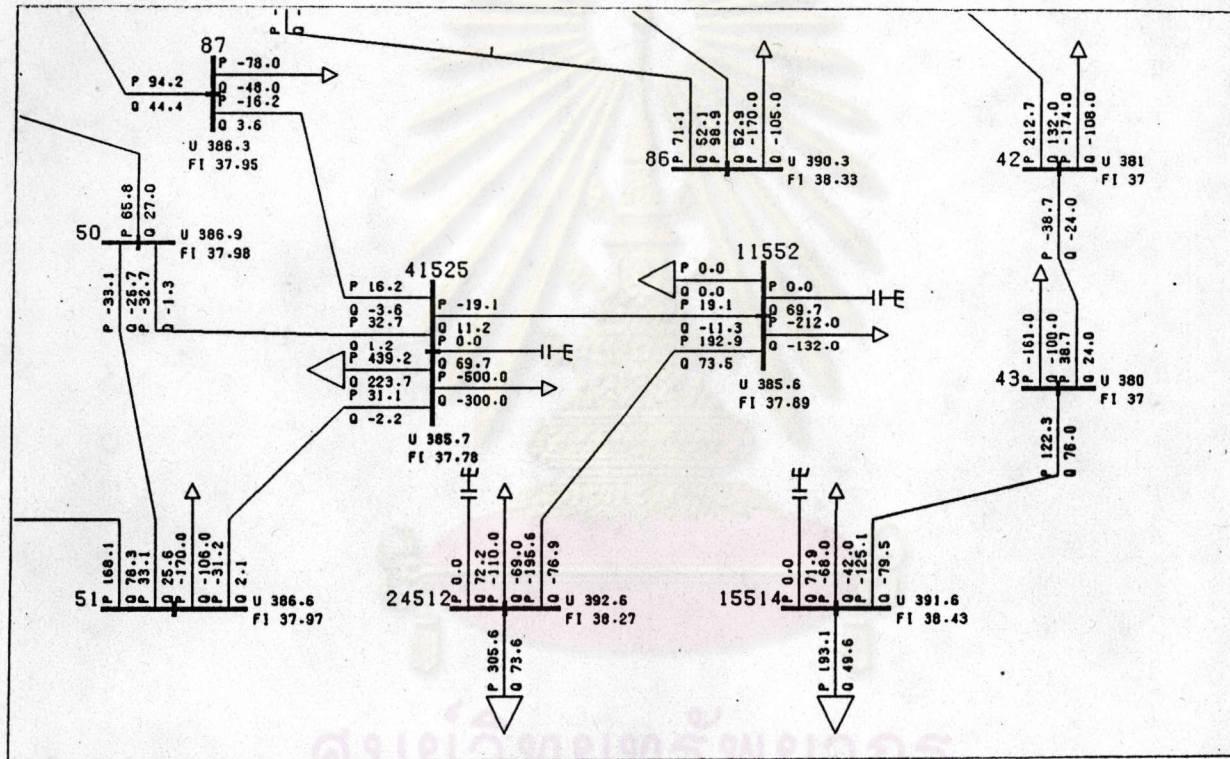 P -
Q -
87
P 94.2
Q 44.4
P -78.0
Q -48.0
P -16.2
Q 3.6
U 386.3
FI 37.95
86
P 71.1
Q 52.1
P 98.9
Q 62.9
P -170.0
Q -105.0
U 390.3
FI 38.33
42
P 212.7
Q 132.0
P -174.0
Q -108.0
U 381
FI 37
P -38.7
Q -24.0
50
P 65.8
Q 27.0
U 386.9
FI 37.98
P -33.1
Q -25.7
P -32.7
Q -1.3
41525
P 16.2
Q -3.6
P 32.7
Q 1.2
P 439.2
Q 223.7
P 31.1
Q -2.2
P -19.1
Q 11.2
P 0.0
Q 69.7
P -500.0
Q -300.0
U 385.7
FI 37.78
11552
P 0.0
Q 0.0
P 19.1
Q -11.3
P 192.9
Q 73.5
P 0.0
Q 69.7
P -212.0
Q -132.0
U 385.6
FI 37.89
43
P -161.0
Q -100.0
P 38.7
Q 24.0
U 380
FI 37
P 122.3
Q 76.0
51
P 168.1
Q 78.3
P 33.1
Q 25.6
P -170.0
Q -106.0
P -31.2
Q 2.1
U 386.6
FI 37.97
24512
P 0.0
Q 72.2
P -110.0
Q -69.0
P -195.6
Q -76.9
U 392.6
FI 38.27
P 305.6
Q 73.6
15514
P 0.0
Q 71.9
P -68.0
Q -42.0
P -125.1
Q -79.5
U 391.6
FI 38.43
P 193.1
Q 49.6